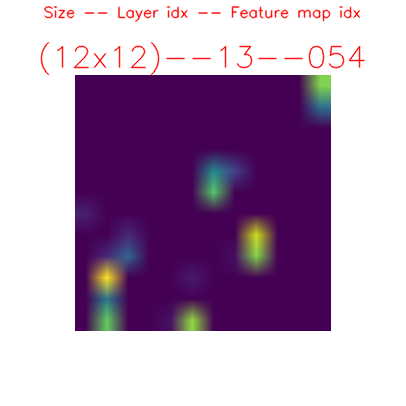 Size -- Layer idx -- Feature map idx
(12x12)--13--054